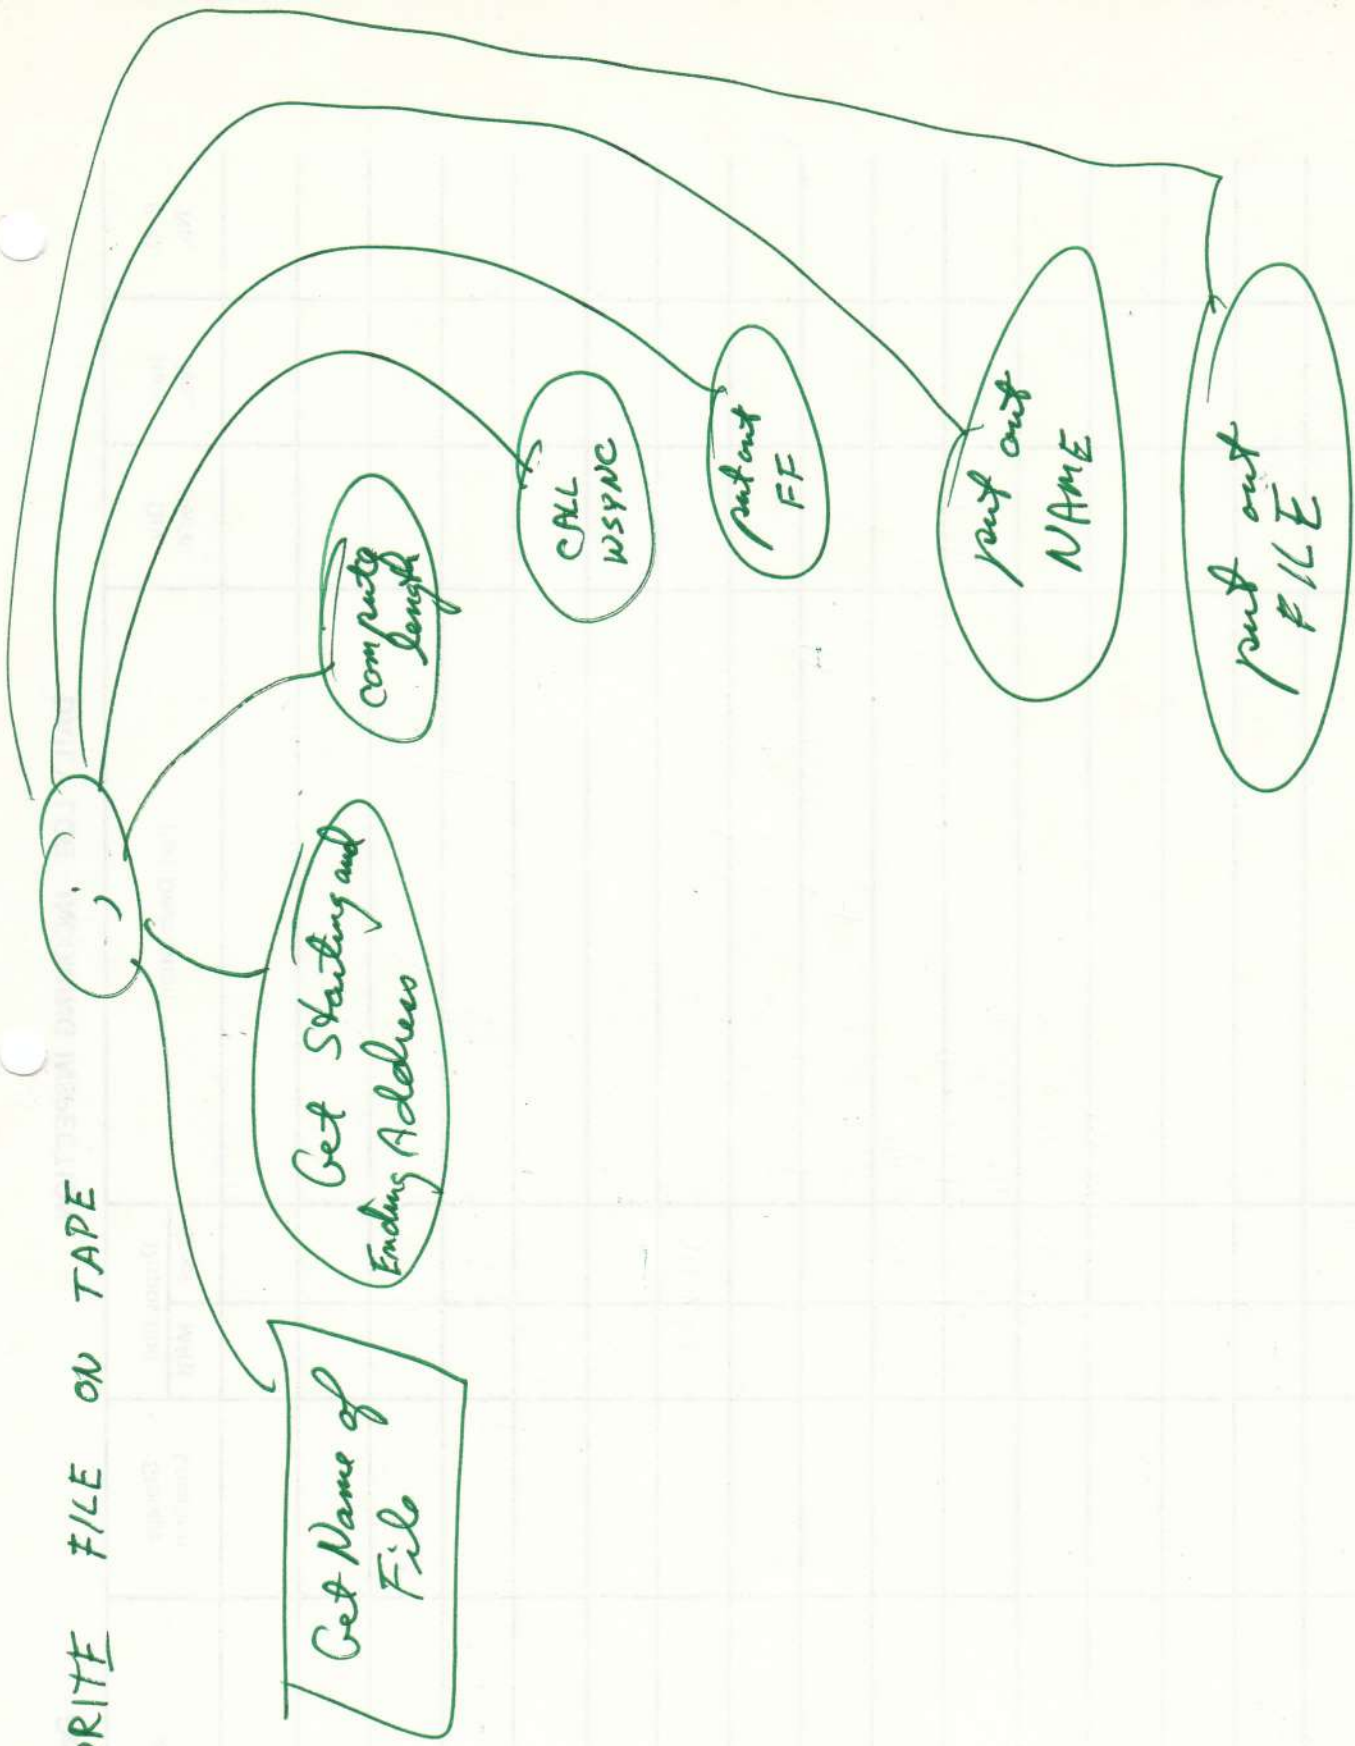 WRITE FILE ON TAPE
;
Get Name of
File
Get Starting and
Ending Address
compute
length
CALL
WSYNC
put out
FF
put out
NAME
put out
FILE